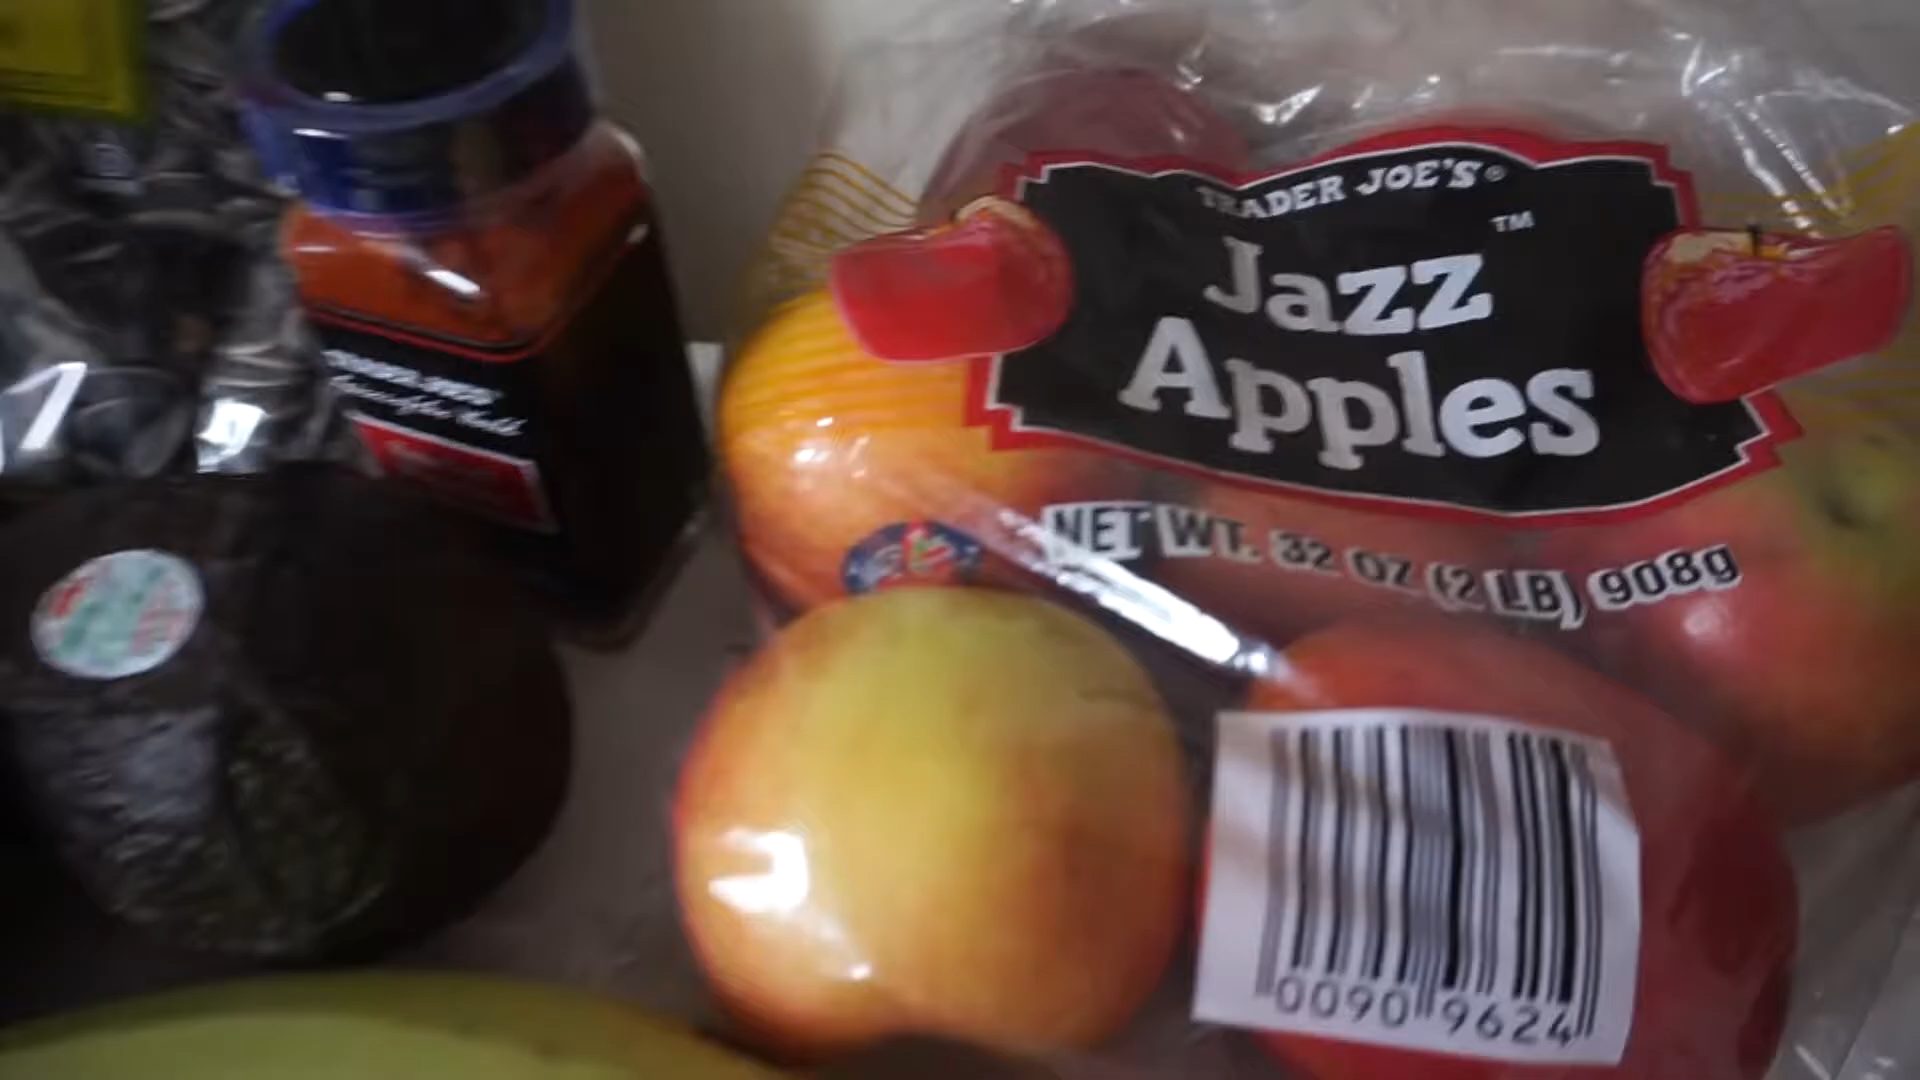 TRADER JOE'S®
Jazz™
Apples
NET WT. 32 OZ (2 LB) 908g
0090 9624